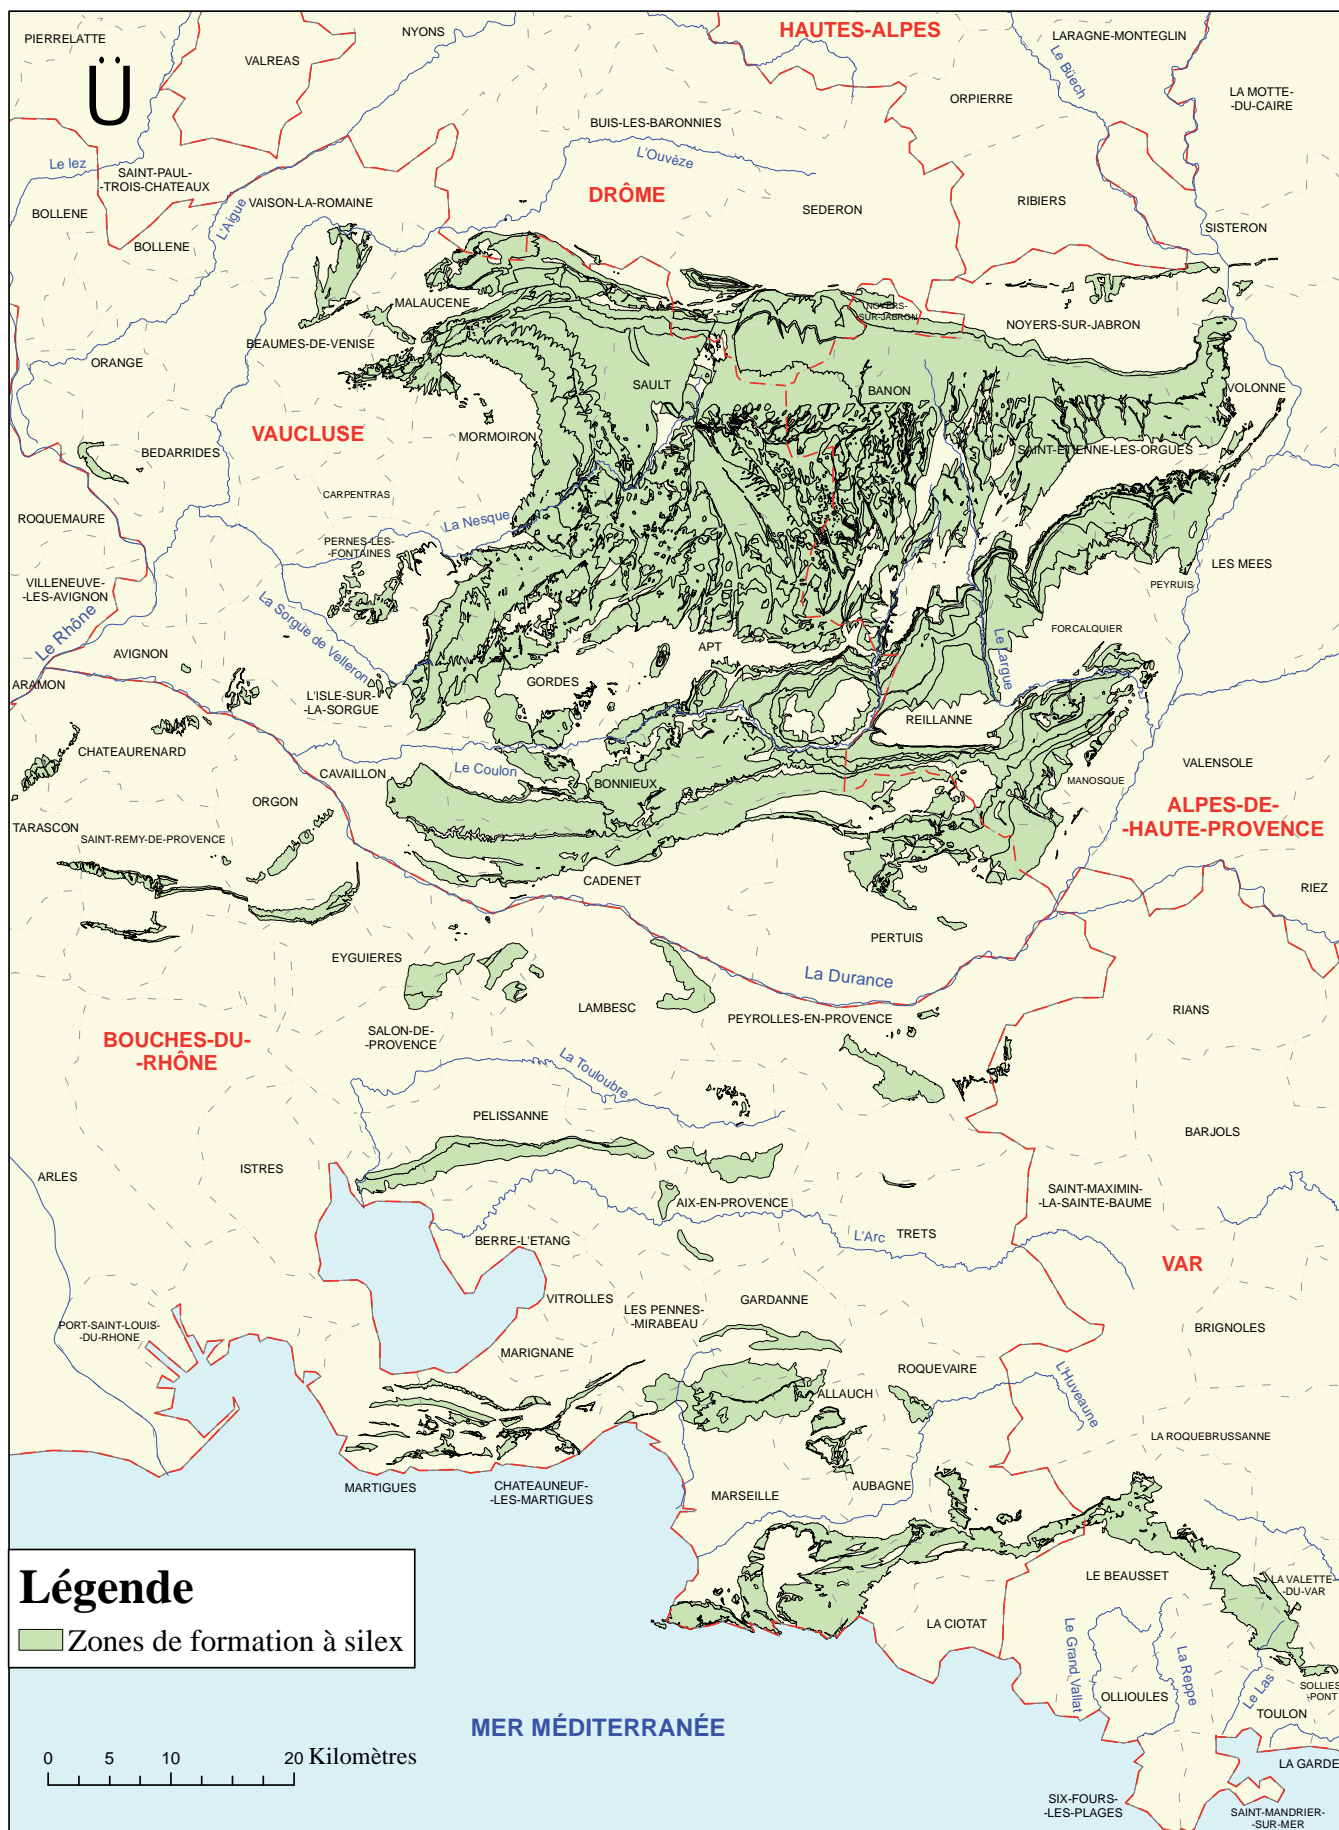 HAUTES-ALPES
NYONS
PIERRELATTE
LARAGNE-MONTEGLIN
VALREAS
Le Büech
Ü
LA MOTTE-
-DU-CAIRE
ORPIERRE
BUIS-LES-BARONNIES
L'Ouvèze
Le lez
SAINT-PAUL-
-TROIS-CHATEAUX
DRÔME
BOLLENE
L'Aigue
VAISON-LA-ROMAINE
RIBIERS
SEDERON
SISTERON
BOLLENE
MALAUCENE
NOYERS-
-SUR-JABRON
NOYERS-SUR-JABRON
BEAUMES-DE-VENISE
ORANGE
SAULT
BANON
VOLONNE
VAUCLUSE
MORMOIRON
BEDARRIDES
SAINT-ETIENNE-LES-ORGUES
CARPENTRAS
ROQUEMAURE
La Nesque
PERNES-LES-
-FONTAINES
LES MEES
VILLENEUVE-
-LES-AVIGNON
PEYRUIS
Le Rhône
La Sorgue de Velleron
FORCALQUIER
AVIGNON
APT
Le Largue
ARAMON
GORDES
L'ISLE-SUR-
-LA-SORGUE
REILLANNE
CHATEAURENARD
VALENSOLE
CAVAILLON
Le Coulon
BONNIEUX
MANOSQUE
ORGON
ALPES-DE-
-HAUTE-PROVENCE
TARASCON
SAINT-REMY-DE-PROVENCE
CADENET
RIEZ
PERTUIS
EYGUIERES
La Durance
LAMBESC
RIANS
PEYROLLES-EN-PROVENCE
BOUCHES-DU-
-RHÔNE
SALON-DE-
-PROVENCE
La Touloubre
PELISSANNE
BARJOLS
ISTRES
ARLES
SAINT-MAXIMIN-
-LA-SAINTE-BAUME
AIX-EN-PROVENCE
L'Arc
TRETS
BERRE-L'ETANG
VAR
VITROLLES
GARDANNE
LES PENNES-
-MIRABEAU
PORT-SAINT-LOUIS-
-DU-RHONE
BRIGNOLES
MARIGNANE
ROQUEVAIRE
L'Huveaune
ALLAUCH
LA ROQUEBRUSSANNE
MARTIGUES
CHATEAUNEUF-
-LES-MARTIGUES
AUBAGNE
MARSEILLE
LE BEAUSSET
LA VALETTE-
-DU-VAR
Légende
Zones de formation à silex
LA CIOTAT
Le Grand Vallat
La Reppe
Le Las
SOLLIES-
-PONT
OLLIOULES
TOULON
MER MÉDITERRANÉE
0 5 10 20 Kilomètres
LA GARDE
SIX-FOURS-
-LES-PLAGES
SAINT-MANDRIER-
-SUR-MER